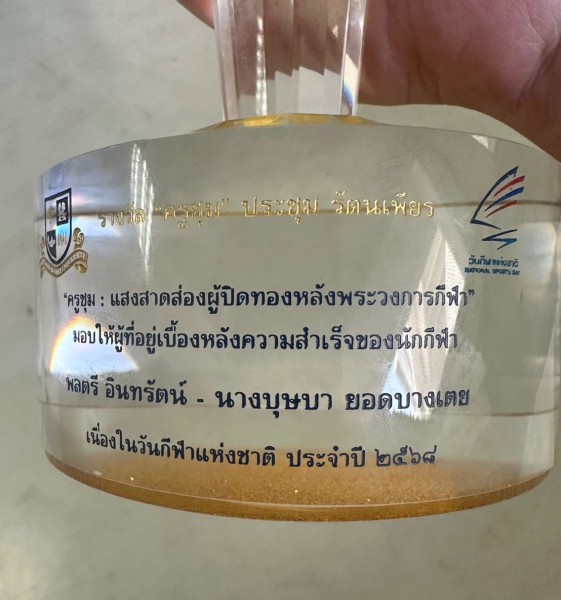 รางวัล "ครูชุม" ประชุม รัตนเพียร
วันกีฬาแห่งชาติ
NATIONAL SPORTS DAY
"ครูชุม : แสงสาดส่องผู้ปิดทองหลังพระวงการกีฬา"
มอบให้ผู้ที่อยู่เบื้องหลังความสำเร็จของนักกีฬา
พลตรี อินทรัตน์ - นางบุษบา ยอดบางเตย
เนื่องในวันกีฬาแห่งชาติ ประจำปี ๒๕๖๘